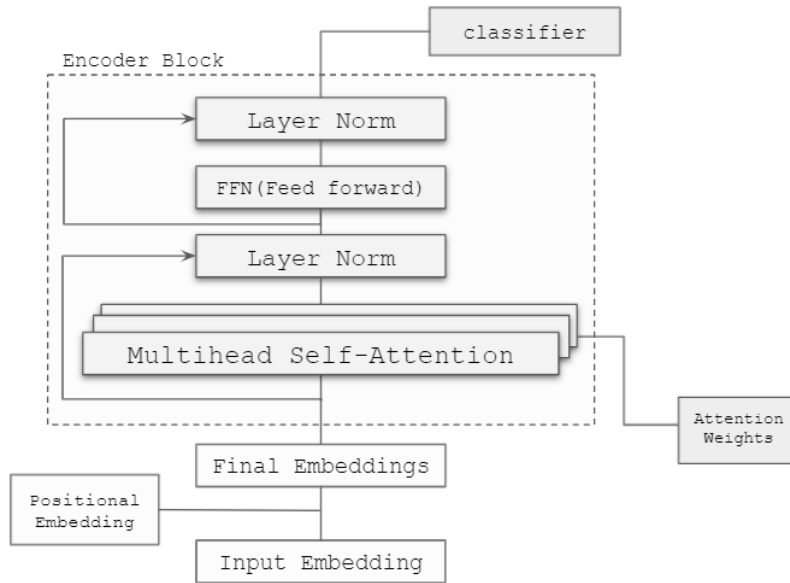 classifier
Encoder Block
Layer Norm
FFN(Feed forward)
Layer Norm
Multihead Self-Attention
Attention
Weights
Final Embeddings
Positional
Embedding
Input Embedding